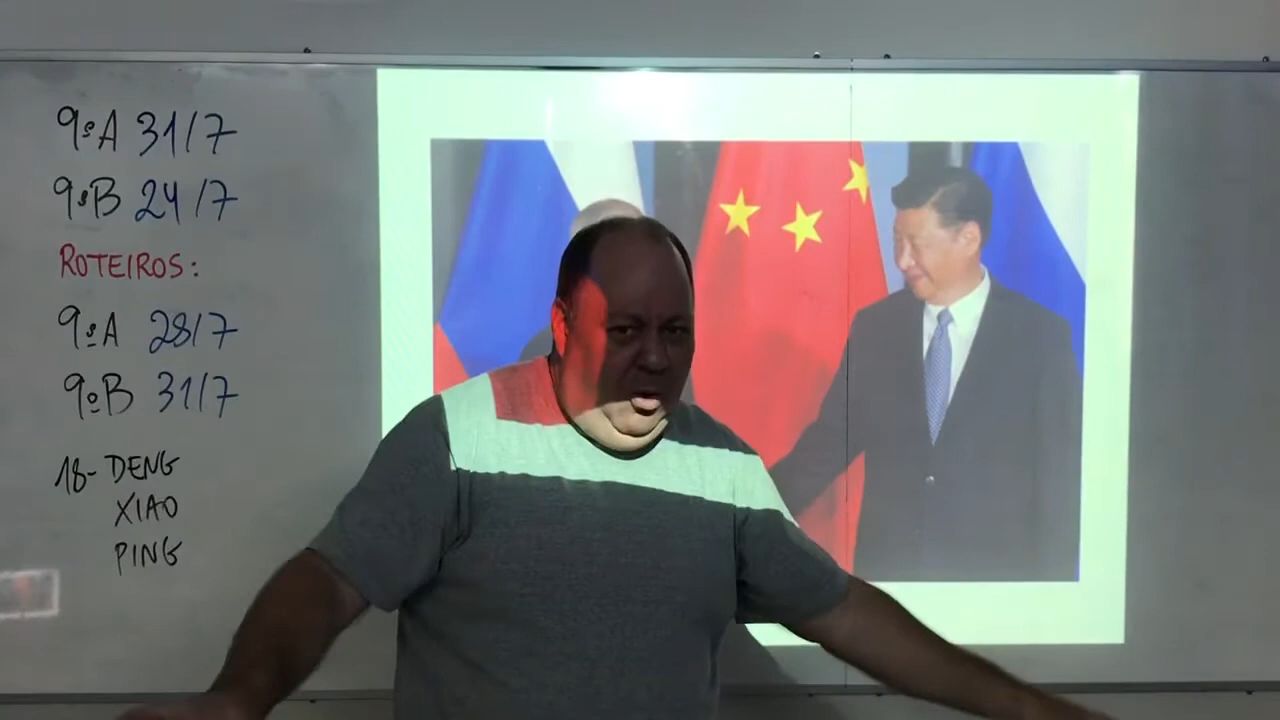 9ºA 31/7
9ºB 24/7
ROTEIROS:
9ºA 28/7
9ºB 31/7
18- DENG
XIAO
PING